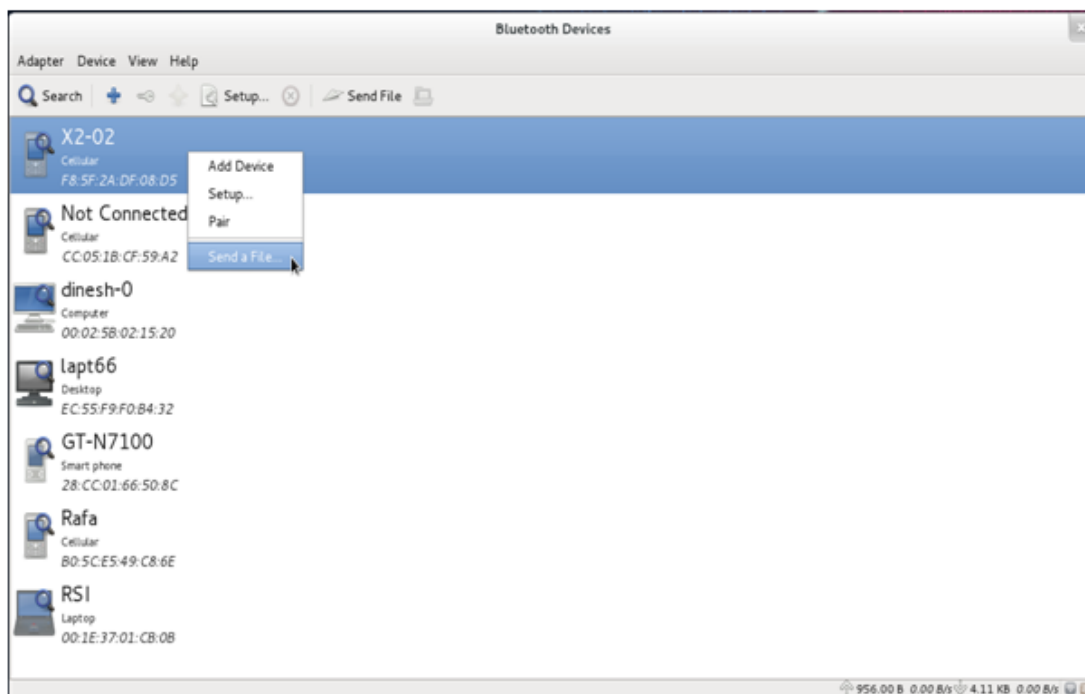 Bluetooth Devices
x
Adapter Device View Help
Search Setup... Send File
X2-02
Cellular
F8:5F:2A:DF:08:D5
Add Device
Setup...
Pair
Send a File...
Not Connected
Cellular
CC:05:1B:CF:59:A2
dinesh-0
Computer
00:02:5B:02:15:20
lapt66
Desktop
EC:55:F9:F0:B4:32
GT-N7100
Smart phone
28:CC:01:66:50:8C
Rafa
Cellular
B0:5C:E5:49:C8:6E
RSI
Laptop
00:1E:37:01:CB:0B
956.00 B 0.00 B/s 4.11 KB 0.00 B/s